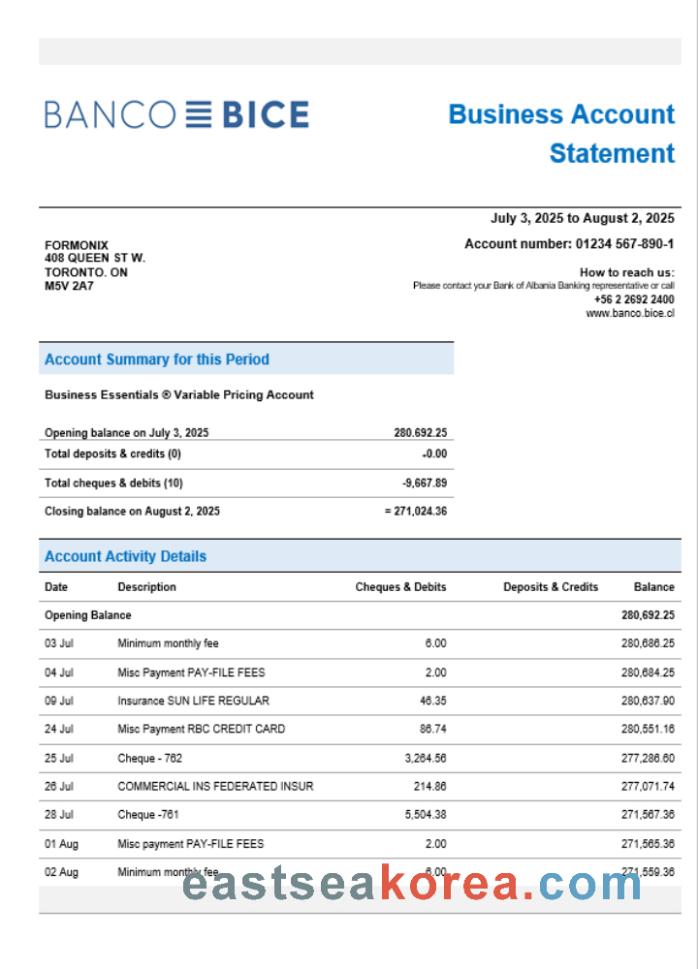 BANCO BICE
Business Account
Statement
July 3, 2025 to August 2, 2025
Account number: 01234 567-890-1
FORMONIX
408 QUEEN ST W.
TORONTO. ON
M5V 2A7
How to reach us:
Please contact your Bank of Albania Banking representative or call
+56 2 2692 2400
www.banco.bice.cl
Account Summary for this Period
Business Essentials ® Variable Pricing Account
Opening balance on July 3, 2025 280.692.25
Total deposits & credits (0) -0.00
Total cheques & debits (10) -9,667.89
Closing balance on August 2, 2025 = 271,024.36
Account Activity Details
Date Description Cheques & Debits Deposits & Credits Balance
Opening Balance 280,692.25
03 Jul Minimum monthly fee 6.00 280,686.25
04 Jul Misc Payment PAY-FILE FEES 2.00 280,684.25
09 Jul Insurance SUN LIFE REGULAR 46.35 280,637.90
24 Jul Misc Payment RBC CREDIT CARD 86.74 280,551.16
25 Jul Cheque - 762 3,264.56 277,286.60
26 Jul COMMERCIAL INS FEDERATED INSUR 214.86 277,071.74
28 Jul Cheque -761 5,504.38 271,567.36
01 Aug Misc payment PAY-FILE FEES 2.00 271,565.36
02 Aug Minimum monthly fee 6.00 271,559.36
eastseakorea.com